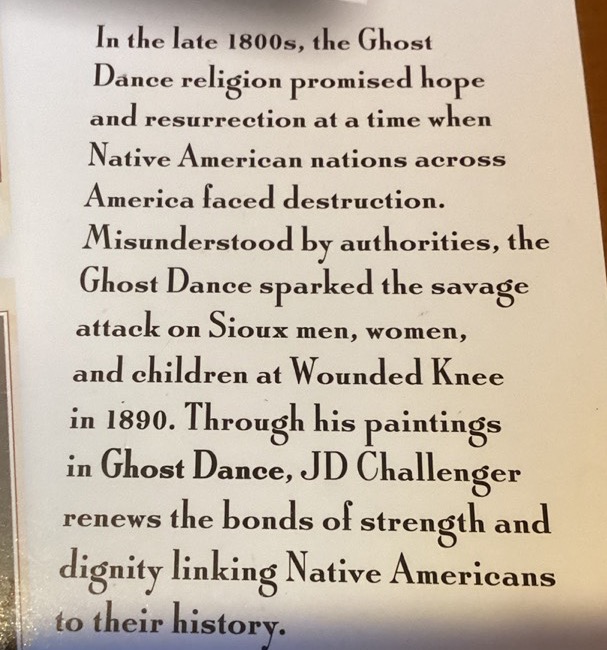 In the late 1800s, the Ghost
Dance religion promised hope
and resurrection at a time when
Native American nations across
America faced destruction.
Misunderstood by authorities, the
Ghost Dance sparked the savage
attack on Sioux men, women,
and children at Wounded Knee
in 1890. Through his paintings
in Ghost Dance, JD Challenger
renews the bonds of strength and
dignity linking Native Americans
to their history.